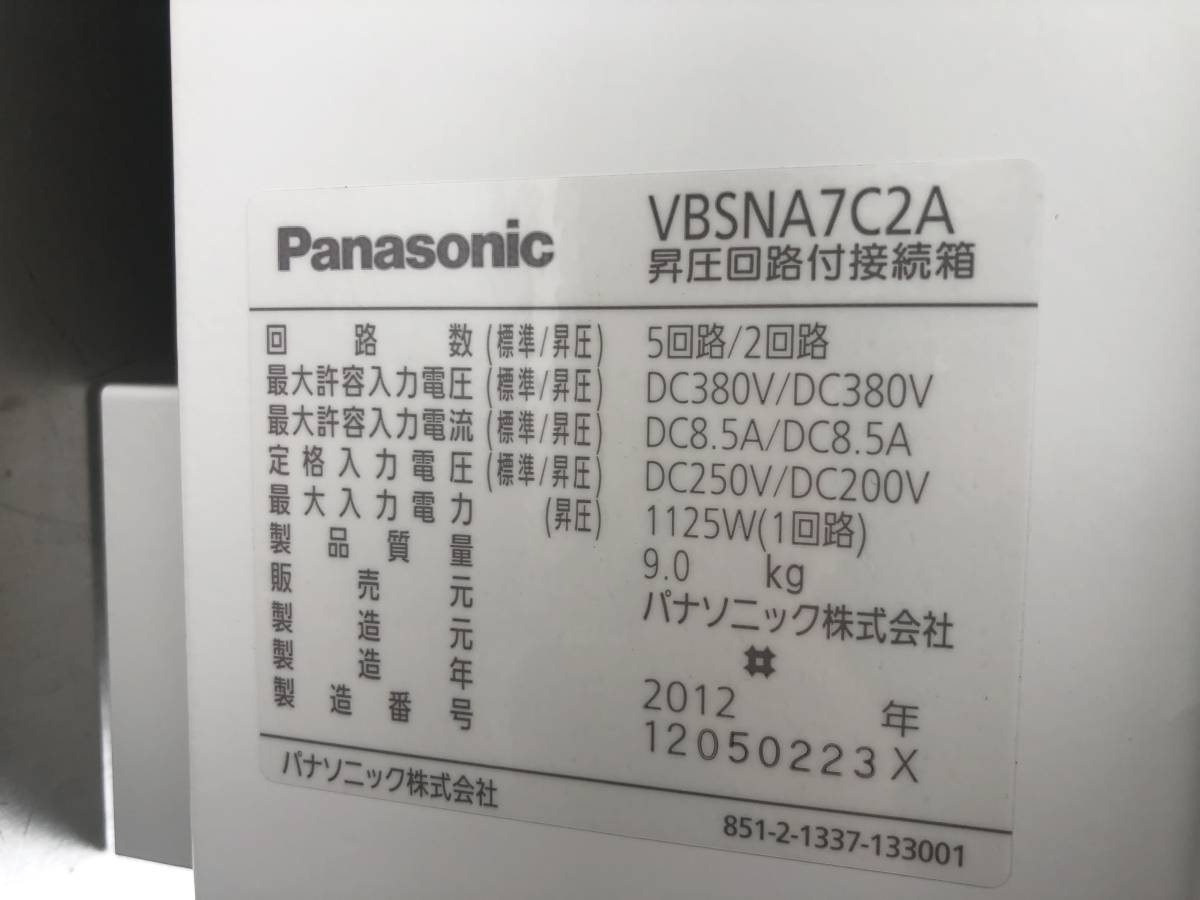 Panasonic VBSNA7C2A
昇圧回路付接続箱
回路数(標準/昇圧) 5回路/2回路
最大許容入力電圧(標準/昇圧) DC380V/DC380V
最大許容入力電流(標準/昇圧) DC8.5A/DC8.5A
定格入力電圧(標準/昇圧) DC250V/DC200V
最大入力電力(昇圧) 1125W(1回路)
製品質量 9.0 kg
販売元 パナソニック株式会社
製造元
製造年 2012 年
製造番号 12050223X
パナソニック株式会社
851-2-1337-133001